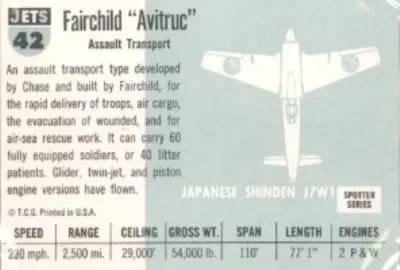 JETS
42
Fairchild "Avitruc"
Assault Transport
An assault transport type developed
by Chase and built by Fairchild, for
the rapid delivery of troops, air cargo,
the evacuation of wounded, and for
air-sea rescue work. It can carry 60
fully equipped soldiers, or 40 litter
patients. Glider, twin-jet, and piston
engine versions have flown.
© T.C.G. Printed in U.S.A.
JAPANESE SHINDEN J7W1
SPOTTER
SERIES
SPEED RANGE CEILING GROSS WT. SPAN LENGTH ENGINES
230 mph. 2,500 mi. 29,000' 54,000 lb. 110' 77' 1" 2 P & W